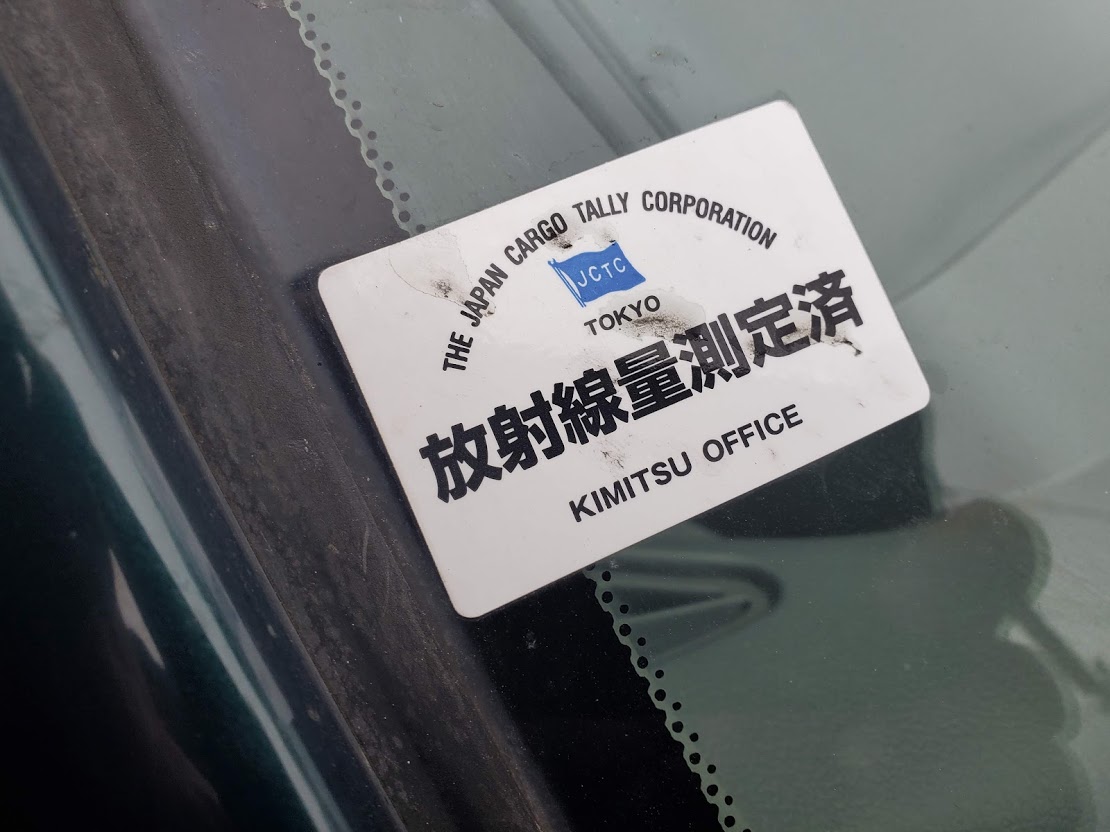 THE JAPAN CARGO TALLY CORPORATION
JCTC
TOKYO
放射線量測定済
KIMITSU OFFICE